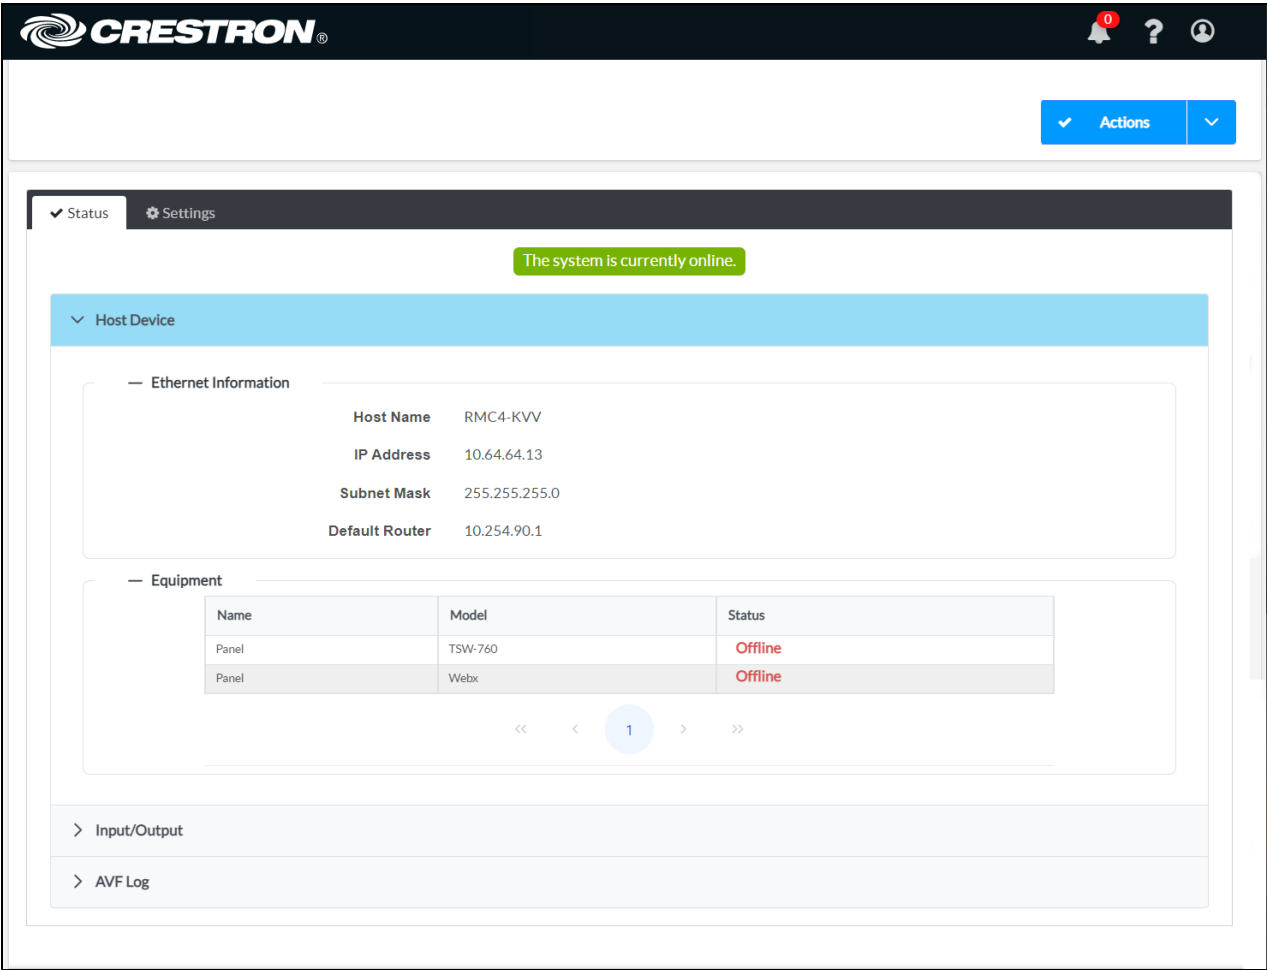 CRESTRON®
0
?
Actions
Status
Settings
The system is currently online.
Host Device
Ethernet Information
Host Name RMC4-KVV
IP Address 10.64.64.13
Subnet Mask 255.255.255.0
Default Router 10.254.90.1
Equipment
Name Model Status
Panel TSW-760 Offline
Panel Webx Offline
<< < 1 > >>
Input/Output
AVF Log